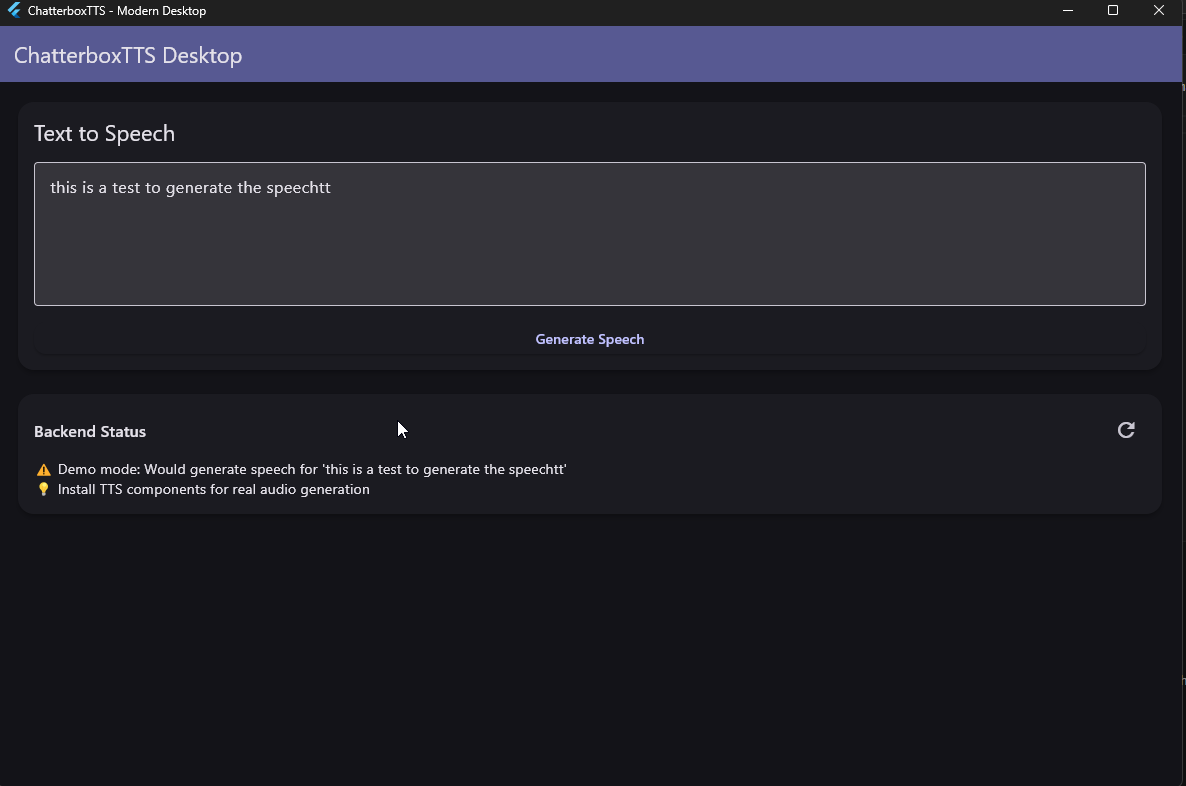 ChatterboxTTS - Modern Desktop
ChatterboxTTS Desktop
Text to Speech
this is a test to generate the speechtt
Generate Speech
Backend Status
⚠️ Demo mode: Would generate speech for 'this is a test to generate the speechtt'
💡 Install TTS components for real audio generation